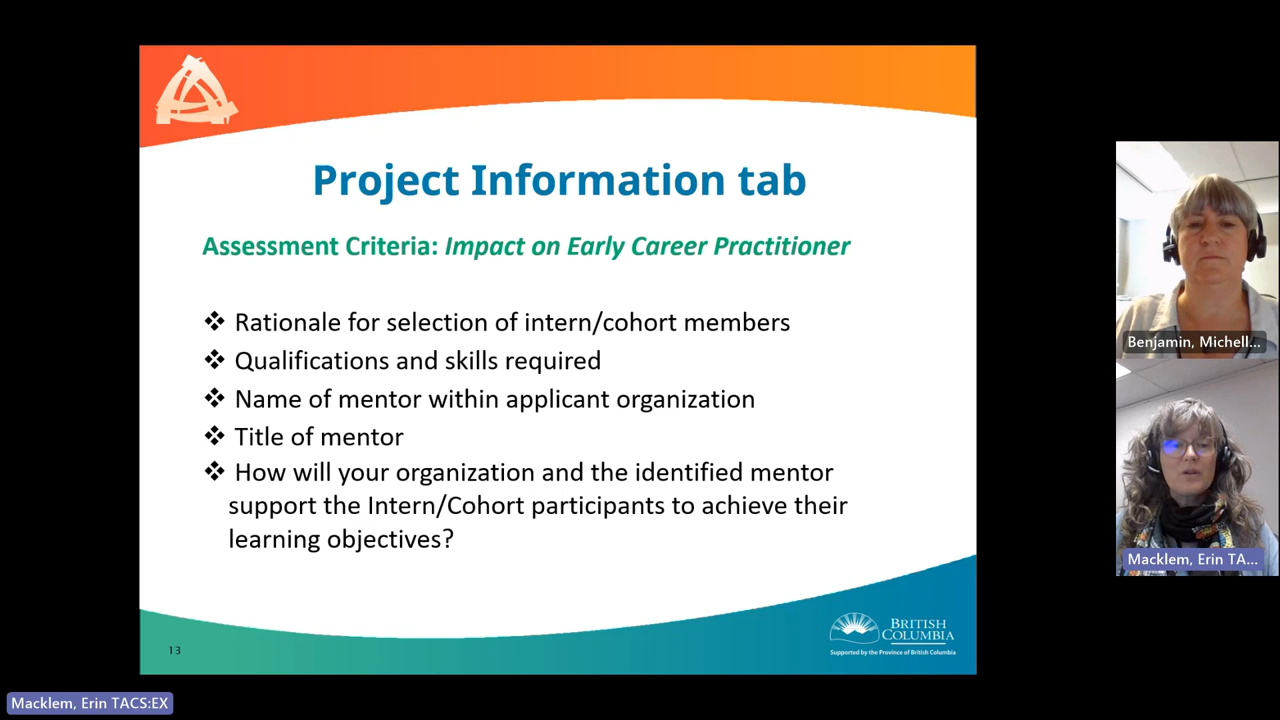 Project Information tab
Assessment Criteria: Impact on Early Career Practitioner
❖ Rationale for selection of intern/cohort members
❖ Qualifications and skills required
❖ Name of mentor within applicant organization
❖ Title of mentor
❖ How will your organization and the identified mentor
support the Intern/Cohort participants to achieve their
learning objectives?
13
BRITISH
COLUMBIA
Supported by the Province of British Columbia
Benjamin, Michell...
Macklem, Erin TA...
Macklem, Erin TACS:EX